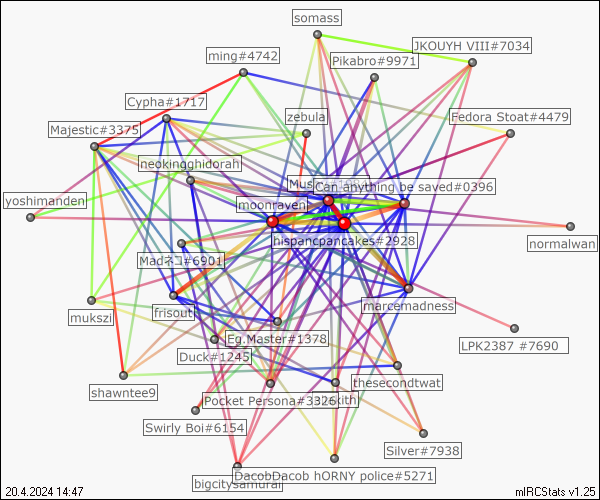 somass
JKOUYH VIII#7034
ming#4742
Pikabro#9971
Cypha#1717
zebula
Fedora Stoat#4479
Majestic#3375
neokingghidorah
Can anything be saved#0396
yoshimanden
moonraven
hispancpancakes#2928
normalwan
Madネコ#6901
marcemadness
mukszi
frisouti
Eg.Master#1378
LPK2387 #7690
Duck#1245
thesecondtwat
shawntee9
Pocket Persona#3326
Swirly Boi#6154
Silver#7938
DacobDacob hORNY police#5271
bigcitysamurai
20.4.2024 14:47
mIRCStats v1.25